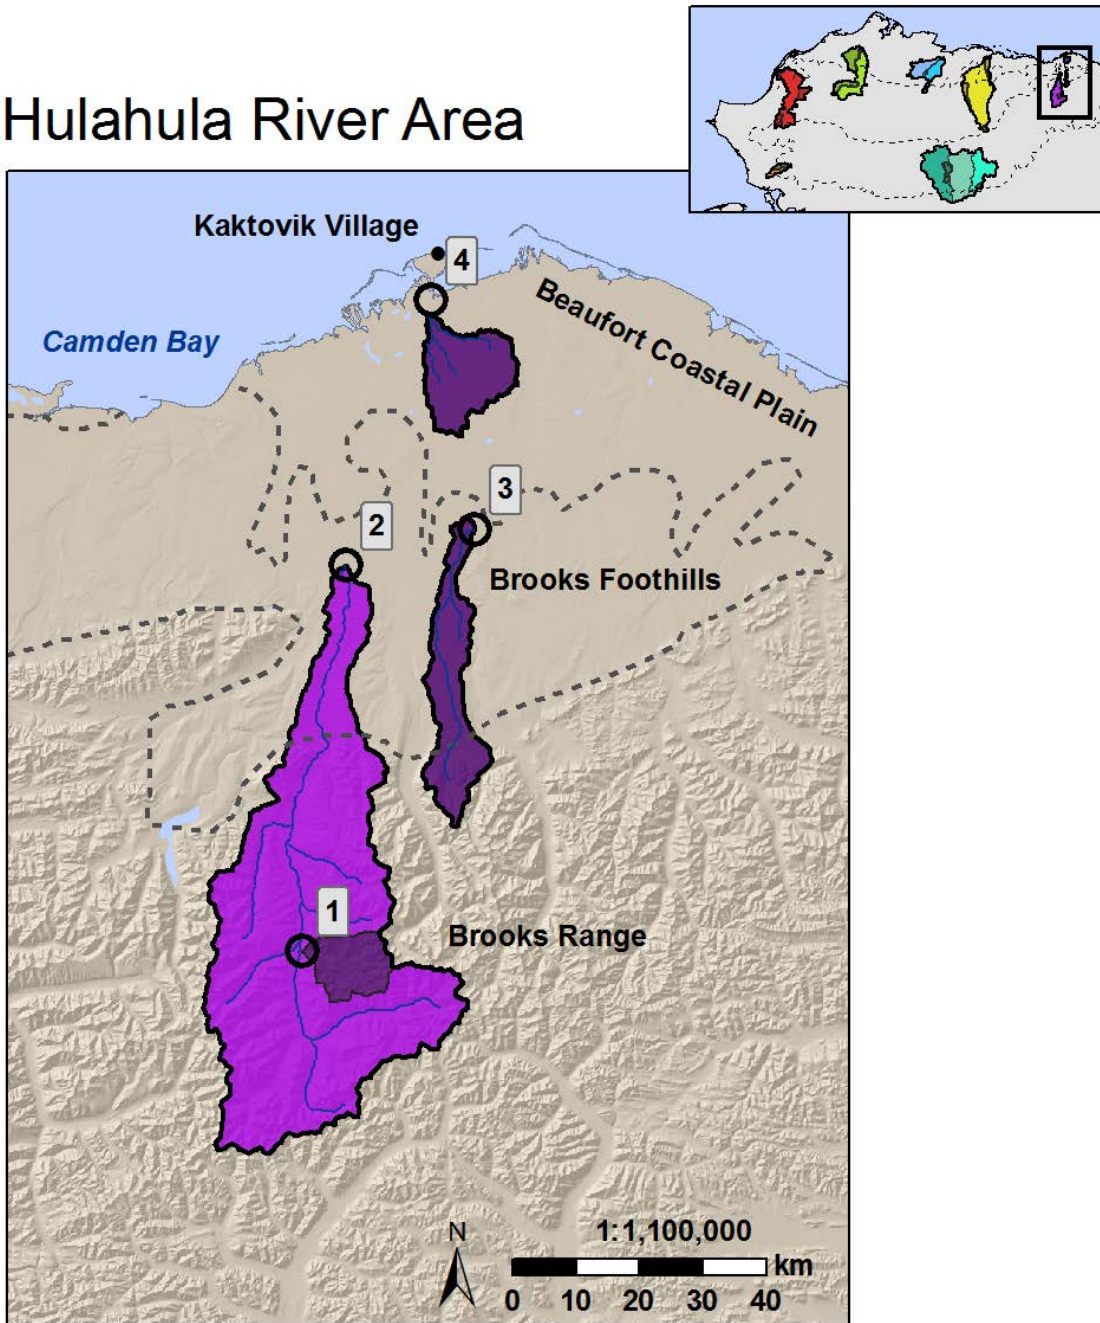 Hulahula River Area
Kaktovik Village
4
Camden Bay
Beaufort Coastal Plain
3
2
Brooks Foothills
1
Brooks Range
N
1:1,100,000
km
0 10 20 30 40